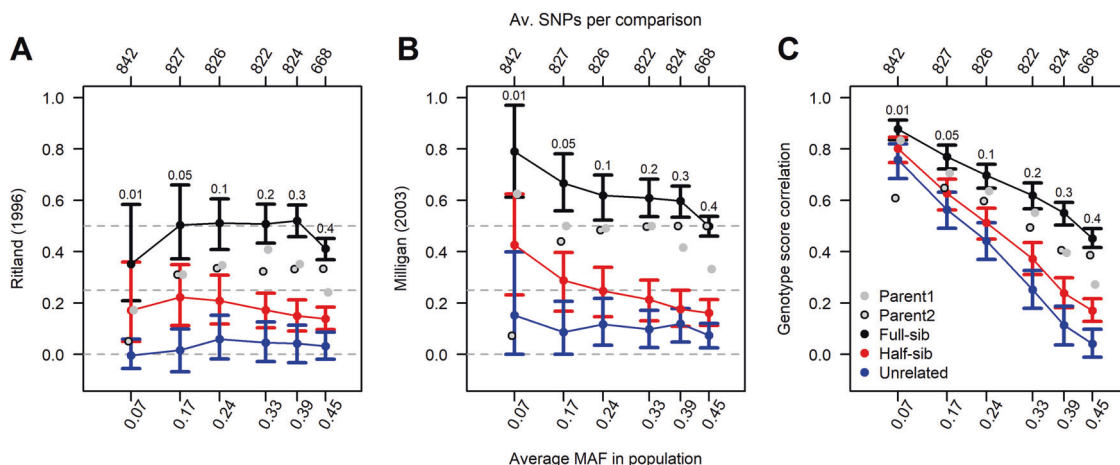 Av. SNPs per comparison
A
842 827 826 822 824 668
Ritland (1996)
1.0
0.8
0.6
0.4
0.2
0.0
0.01 0.05 0.1 0.2 0.3 0.4
0.07 0.17 0.24 0.33 0.39 0.45
B
842 827 826 822 824 668
Milligan (2003)
1.0
0.8
0.6
0.4
0.2
0.0
0.01 0.05 0.1 0.2 0.3 0.4
0.07 0.17 0.24 0.33 0.39 0.45
C
842 827 826 822 824 668
Genotype score correlation
1.0
0.8
0.6
0.4
0.2
0.0
0.01 0.05 0.1 0.2 0.3 0.4
Parent1
Parent2
Full-sib
Half-sib
Unrelated
0.07 0.17 0.24 0.33 0.39 0.45
Average MAF in population